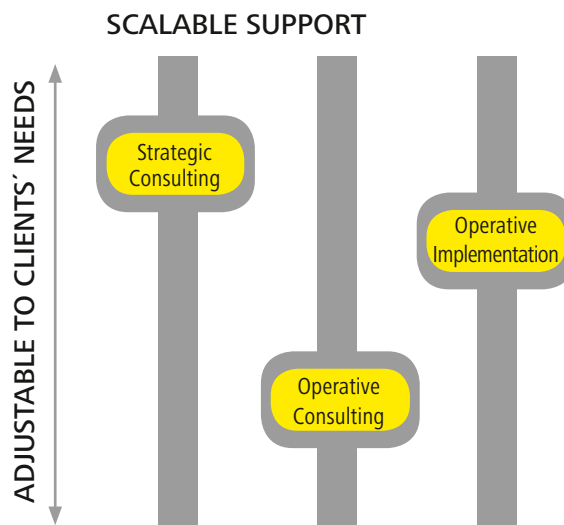 SCALABLE SUPPORT
ADJUSTABLE TO CLIENTS´ NEEDS
Strategic
Consulting
Operative
Implementation
Operative
Consulting